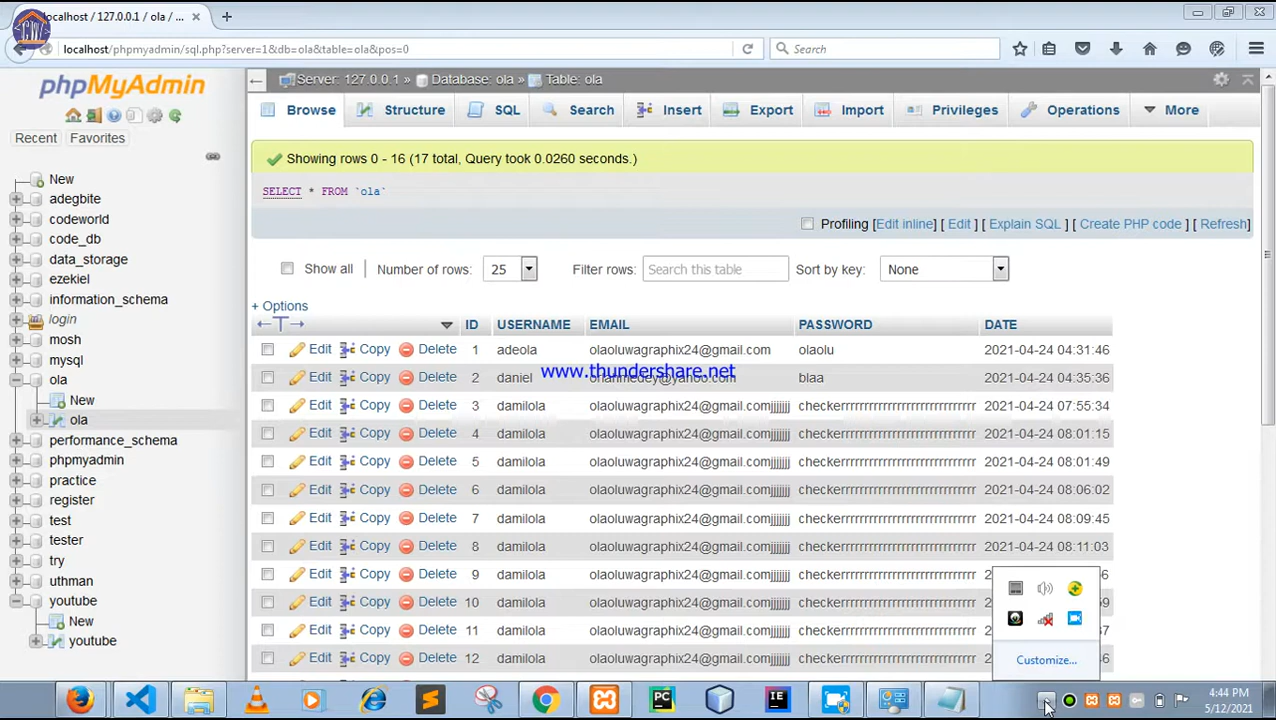 localhost / 127.0.0.1 / ola / ...
localhost/phpmyadmin/sql.php?server=1&db=ola&table=ola&pos=0
Search
phpMyAdmin
Recent
Favorites
New
adegbite
codeworld
code_db
data_storage
ezekiel
information_schema
login
mosh
mysql
ola
New
ola
performance_schema
phpmyadmin
practice
register
test
tester
try
uthman
youtube
New
youtube
Server: 127.0.0.1 » Database: ola » Table: ola
Browse Structure SQL Search Insert Export Import Privileges Operations More
Showing rows 0 - 16 (17 total, Query took 0.0260 seconds.)
SELECT * FROM `ola`
Profiling [Edit inline] [ Edit ] [ Explain SQL ] [ Create PHP code ] [ Refresh]
Show all Number of rows: 25 Filter rows: Search this table Sort by key: None
+ Options
ID USERNAME EMAIL PASSWORD DATE
Edit Copy Delete 1 adeola olaoluwagraphix24@gmail.com olaolu 2021-04-24 04:31:46
www.thundershare.net
Edit Copy Delete 2 daniel blaa 2021-04-24 04:35:36
Edit Copy Delete 3 damilola olaoluwagraphix24@gmail.comjjjjjj checkerrrrrrrrrrrrrrrrr 2021-04-24 07:55:34
Edit Copy Delete 4 damilola olaoluwagraphix24@gmail.comjjjjjj checkerrrrrrrrrrrrrrrrr 2021-04-24 08:01:15
Edit Copy Delete 5 damilola olaoluwagraphix24@gmail.comjjjjjj checkerrrrrrrrrrrrrrrrr 2021-04-24 08:01:49
Edit Copy Delete 6 damilola olaoluwagraphix24@gmail.comjjjjjj checkerrrrrrrrrrrrrrrrr 2021-04-24 08:06:02
Edit Copy Delete 7 damilola olaoluwagraphix24@gmail.comjjjjjj checkerrrrrrrrrrrrrrrrr 2021-04-24 08:09:45
Edit Copy Delete 8 damilola olaoluwagraphix24@gmail.comjjjjjj checkerrrrrrrrrrrrrrrrr 2021-04-24 08:11:03
Edit Copy Delete 9 damilola olaoluwagraphix24@gmail.comjjjjjj checkerrrrrrrrrrrrrrrrr
Edit Copy Delete 10 damilola olaoluwagraphix24@gmail.comjjjjjj checkerrrrrrrrrrrrrrrrr
Edit Copy Delete 11 damilola olaoluwagraphix24@gmail.comjjjjjj checkerrrrrrrrrrrrrrrrr
Edit Copy Delete 12 damilola olaoluwagraphix24@gmail.comjjjjjj checkerrrrrrrrrrrrrrrrr
Customize...
4:44 PM
5/12/2021